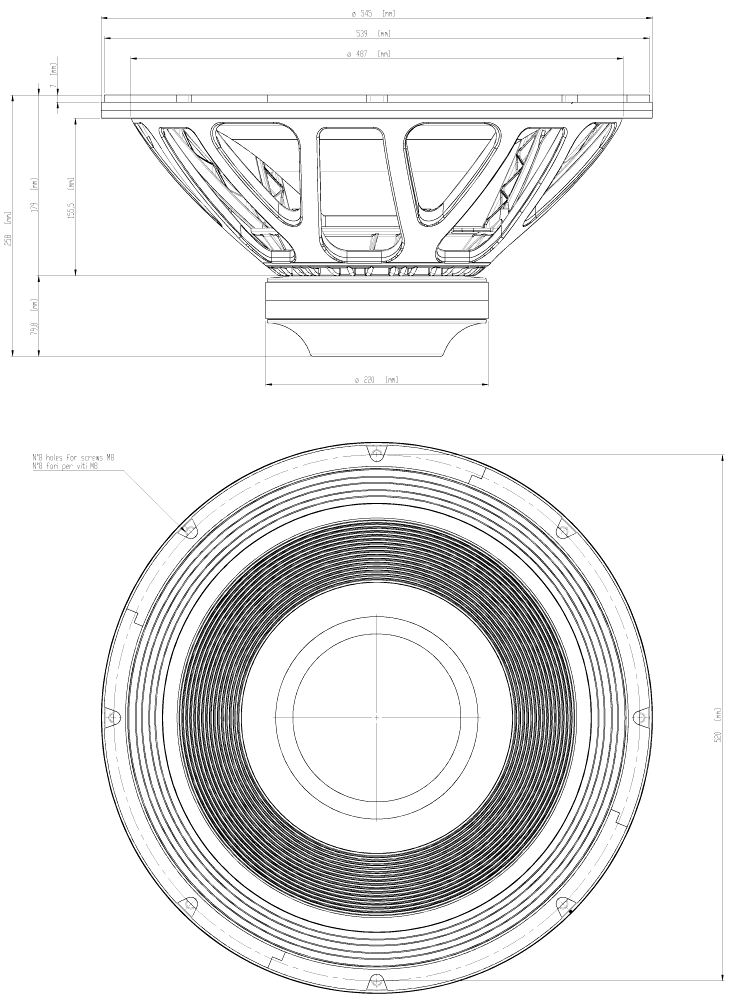 ø 545 [mm]
539 [mm]
ø 487 [mm]
7 [mm]
258 [mm]
179 [mm]
155.5 [mm]
79.8 [mm]
ø 220 [mm]
N°8 holes for screws M8
N°8 fori per viti M8
520 [mm]